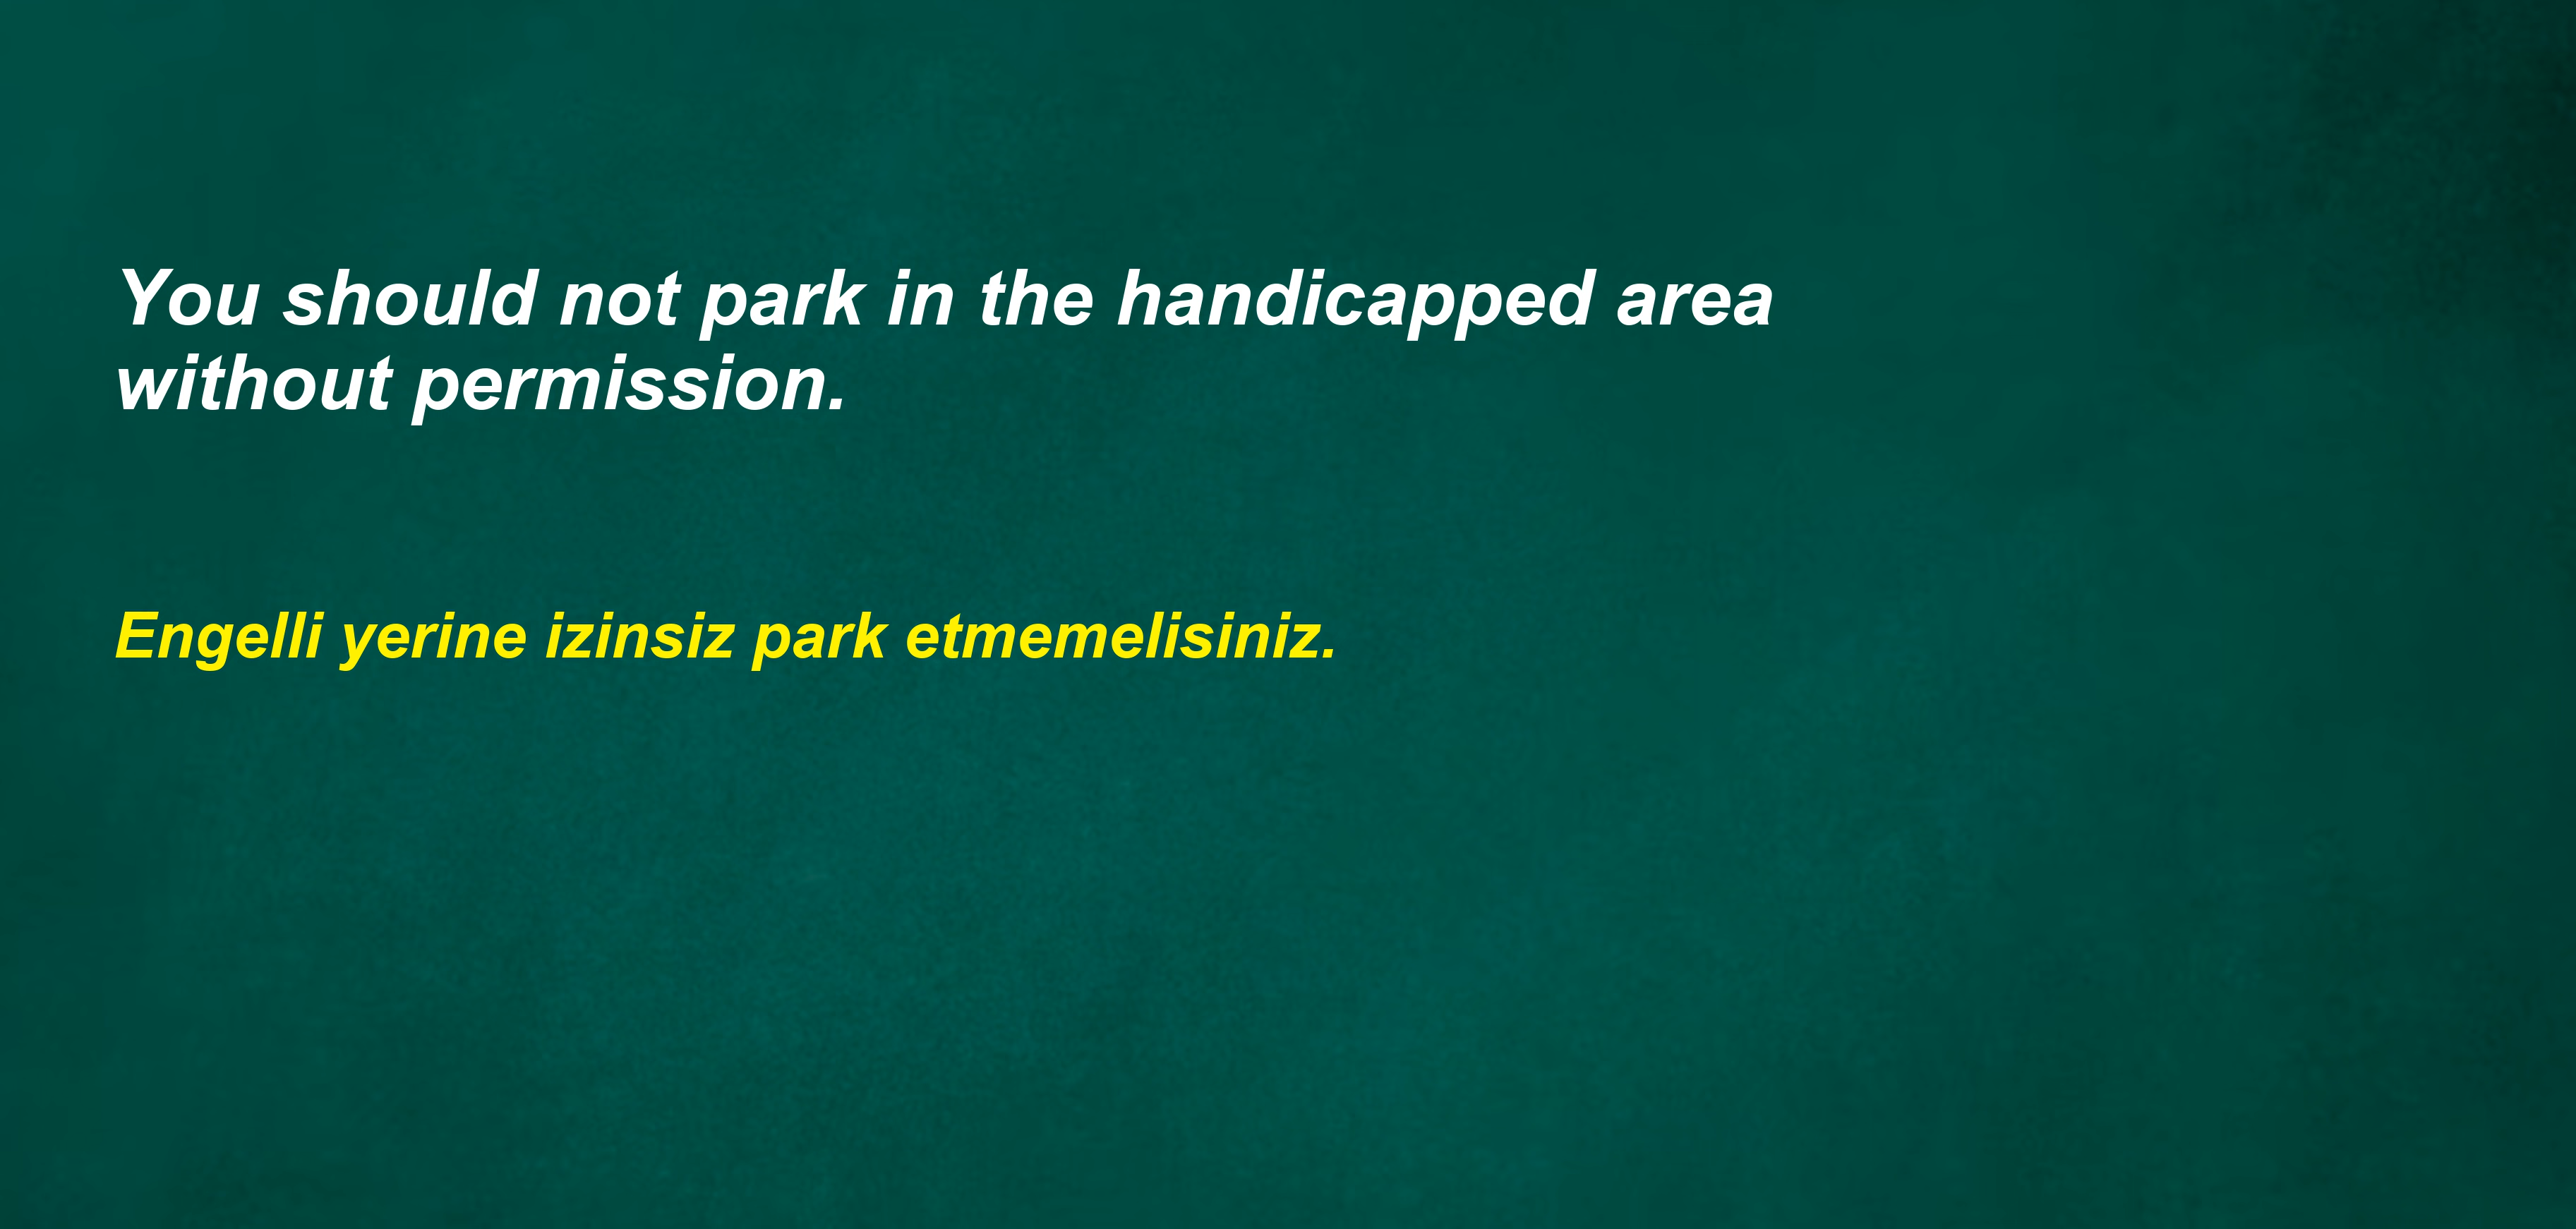 You should not park in the handicapped area
without permission.
Engelli yerine izinsiz park etmemelisiniz.